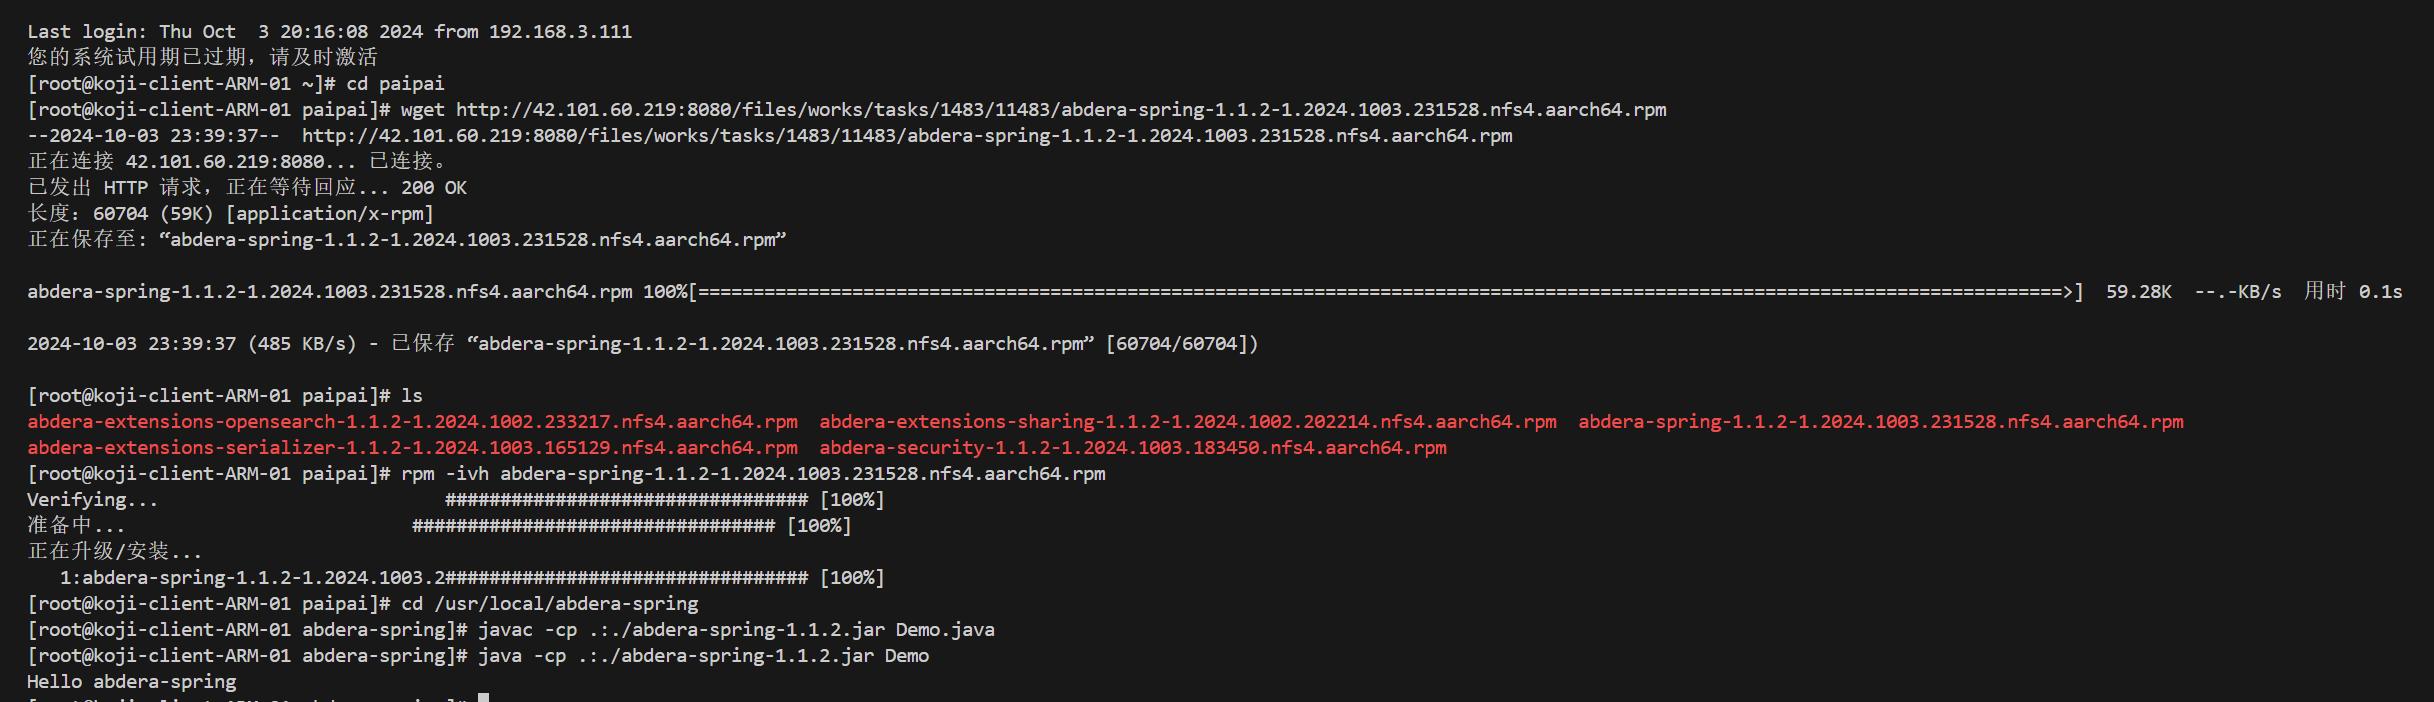 Last login: Thu Oct  3 20:16:08 2024 from 192.168.3.111
您的系统试用期已过期，请及时激活
[root@koji-client-ARM-01 ~]# cd paipai
[root@koji-client-ARM-01 paipai]# wget http://42.101.60.219:8080/files/works/tasks/1483/11483/abdera-spring-1.1.2-1.2024.1003.231528.nfs4.aarch64.rpm
--2024-10-03 23:39:37--  http://42.101.60.219:8080/files/works/tasks/1483/11483/abdera-spring-1.1.2-1.2024.1003.231528.nfs4.aarch64.rpm
正在连接 42.101.60.219:8080... 已连接。
已发出 HTTP 请求，正在等待回应... 200 OK
长度：60704 (59K) [application/x-rpm]
正在保存至: “abdera-spring-1.1.2-1.2024.1003.231528.nfs4.aarch64.rpm”
abdera-spring-1.1.2-1.2024.1003.231528.nfs4.aarch64.rpm 100%[============================================================================================================================>]  59.28K  --.-KB/s  用时 0.1s
2024-10-03 23:39:37 (485 KB/s) - 已保存 “abdera-spring-1.1.2-1.2024.1003.231528.nfs4.aarch64.rpm” [60704/60704])
[root@koji-client-ARM-01 paipai]# ls
abdera-extensions-opensearch-1.1.2-1.2024.1002.233217.nfs4.aarch64.rpm  abdera-extensions-sharing-1.1.2-1.2024.1002.202214.nfs4.aarch64.rpm  abdera-spring-1.1.2-1.2024.1003.231528.nfs4.aarch64.rpm
abdera-extensions-serializer-1.1.2-1.2024.1003.165129.nfs4.aarch64.rpm  abdera-security-1.1.2-1.2024.1003.183450.nfs4.aarch64.rpm
[root@koji-client-ARM-01 paipai]# rpm -ivh abdera-spring-1.1.2-1.2024.1003.231528.nfs4.aarch64.rpm
Verifying...                          ################################# [100%]
准备中...                          ################################# [100%]
正在升级/安装...
   1:abdera-spring-1.1.2-1.2024.1003.2################################# [100%]
[root@koji-client-ARM-01 paipai]# cd /usr/local/abdera-spring
[root@koji-client-ARM-01 abdera-spring]# javac -cp .:./abdera-spring-1.1.2.jar Demo.java
[root@koji-client-ARM-01 abdera-spring]# java -cp .:./abdera-spring-1.1.2.jar Demo
Hello abdera-spring